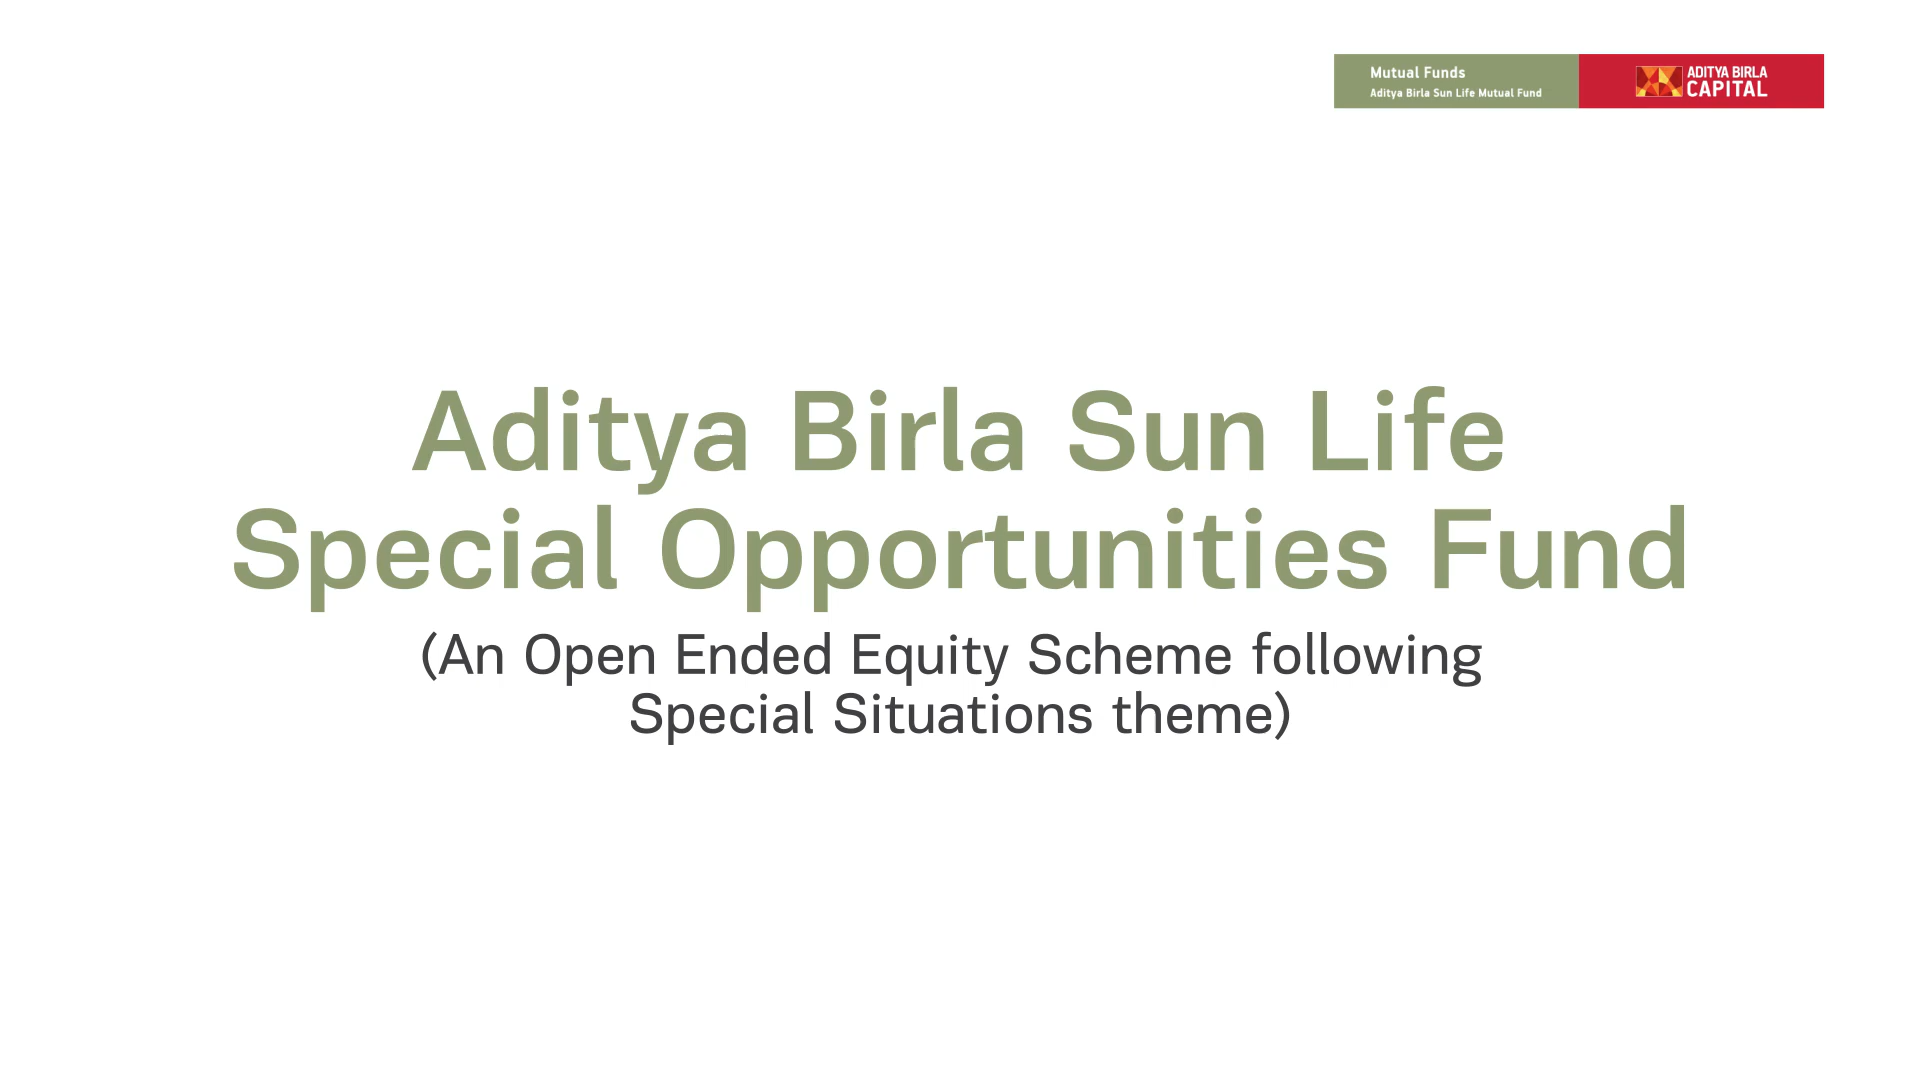 Mutual Funds
Aditya Birla Sun Life Mutual Fund
ADITYA BIRLA
CAPITAL
Aditya Birla Sun Life
Special Opportunities Fund
(An Open Ended Equity Scheme following
Special Situations theme)